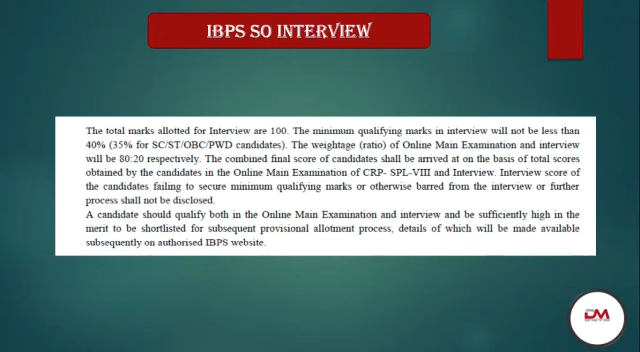 IBPS SO INTERVIEW
The total marks allotted for Interview are 100. The minimum qualifying marks in interview will not be less than
40% (35% for SC/ST/OBC/PWD candidates). The weightage (ratio) of Online Main Examination and interview
will be 80:20 respectively. The combined final score of candidates shall be arrived at on the basis of total scores
obtained by the candidates in the Online Main Examination of CRP- SPL-VIII and Interview. Interview score of
the candidates failing to secure minimum qualifying marks or otherwise barred from the interview or further
process shall not be disclosed.
A candidate should qualify both in the Online Main Examination and interview and be sufficiently high in the
merit to be shortlisted for subsequent provisional allotment process, details of which will be made available
subsequently on authorised IBPS website.
DM